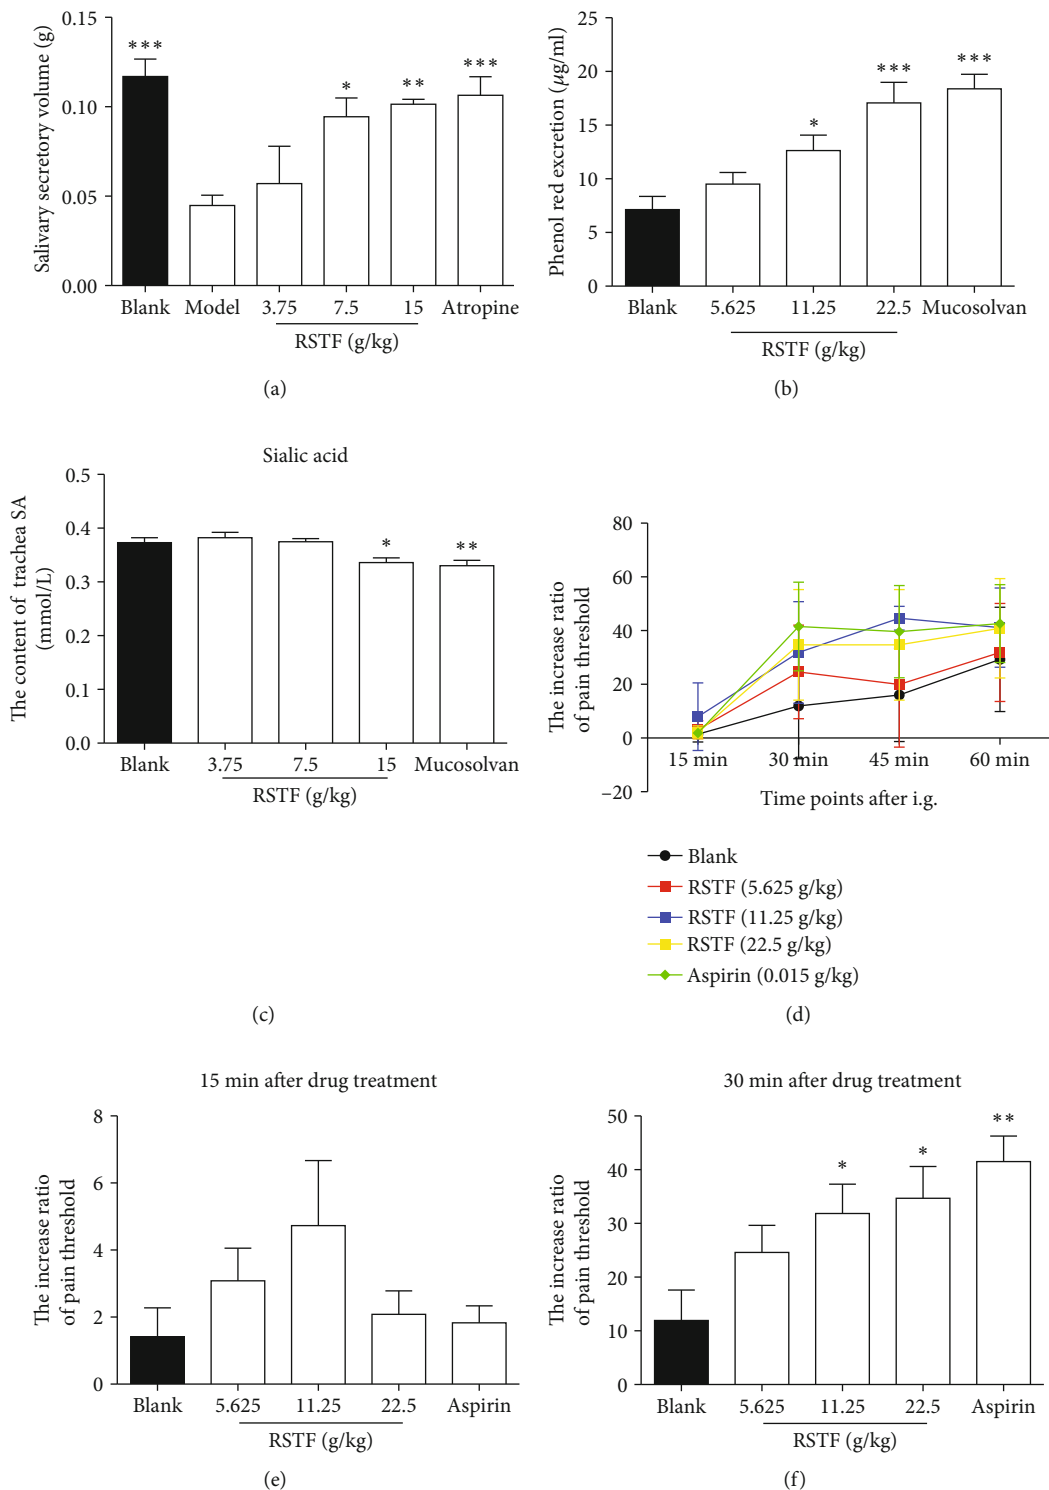 Salivary secretory volume (g)
0.15
0.10
0.05
0.00
***
*
**
***
Blank Model 3.75 7.5 15 Atropine
RSTF (g/kg)
(a)
Phenol red excretion (μg/ml)
25
20
15
10
5
0
*
***
***
Blank 5.625 11.25 22.5 Mucosolvan
RSTF (g/kg)
(b)
Sialic acid
The content of trachea SA
(mmol/L)
0.5
0.4
0.3
0.2
0.1
0.0
*
**
Blank 3.75 7.5 15 Mucosolvan
RSTF (g/kg)
(c)
The increase ratio
of pain threshold
80
60
40
20
0
−20
15 min 30 min 45 min 60 min
Time points after i.g.
Blank
RSTF (5.625 g/kg)
RSTF (11.25 g/kg)
RSTF (22.5 g/kg)
Aspirin (0.015 g/kg)
(d)
15 min after drug treatment
The increase ratio
of pain threshold
8
6
4
2
0
Blank 5.625 11.25 22.5 Aspirin
RSTF (g/kg)
(e)
30 min after drug treatment
The increase ratio
of pain threshold
50
40
30
20
10
0
*
*
**
Blank 5.625 11.25 22.5 Aspirin
RSTF (g/kg)
(f)